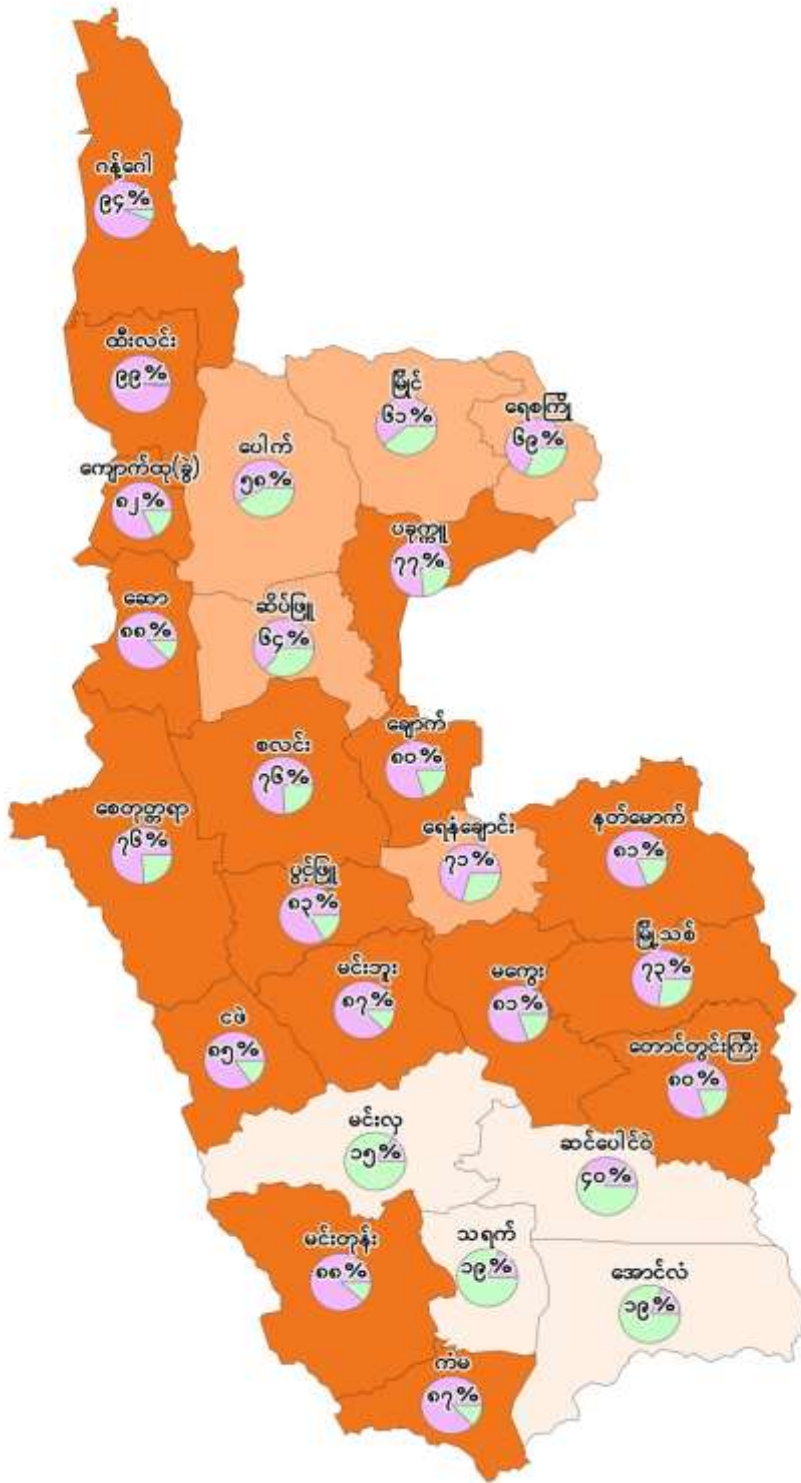 ဂန့်ဂေါ
၉၄%
ထီးလင်း
၉၉%
မြိုင်
၆၁%
ရေစကြို
၆၉%
ပေါက်
၅၈%
ကျောက်ထု(ခွဲ)
၈၂%
ပခုက္ကူ
၇၇%
ဆော
၈၈%
ဆိပ်ဖြူ
၆၄%
ချောက်
၈၀%
စလင်း
၇၆%
စေတုတ္တရာ
၇၆%
ရေနံချောင်း
၇၁%
နတ်မောက်
၈၁%
ပွင့်ဖြူ
၈၃%
မြို့သစ်
၇၃%
မင်းဘူး
၈၇%
မကွေး
၈၁%
ငဖဲ
၈၅%
တောင်တွင်းကြီး
၈၀%
မင်းလှ
၁၅%
ဆင်ပေါင်ဝဲ
၄၀%
မင်းတုန်း
၈၈%
သရက်
၁၉%
အောင်လံ
၁၉%
ကံမ
၈၇%